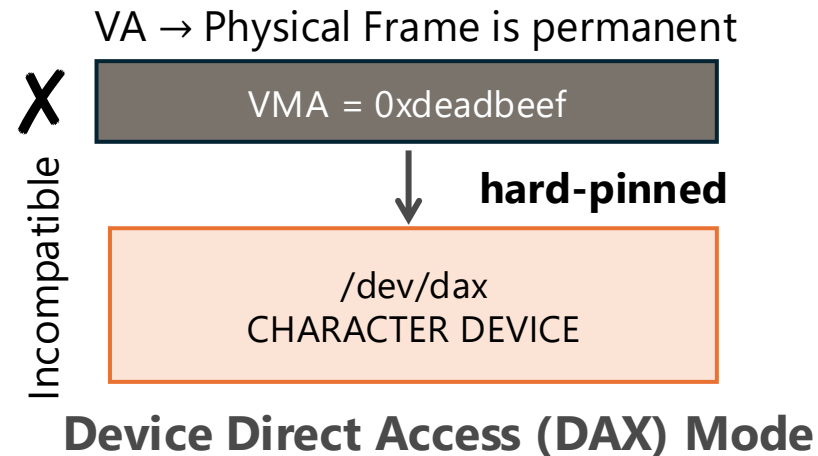 VA → Physical Frame is permanent
✗
VMA = 0xdeadbeef
Incompatible
hard-pinned
/dev/dax
CHARACTER DEVICE
Device Direct Access (DAX) Mode